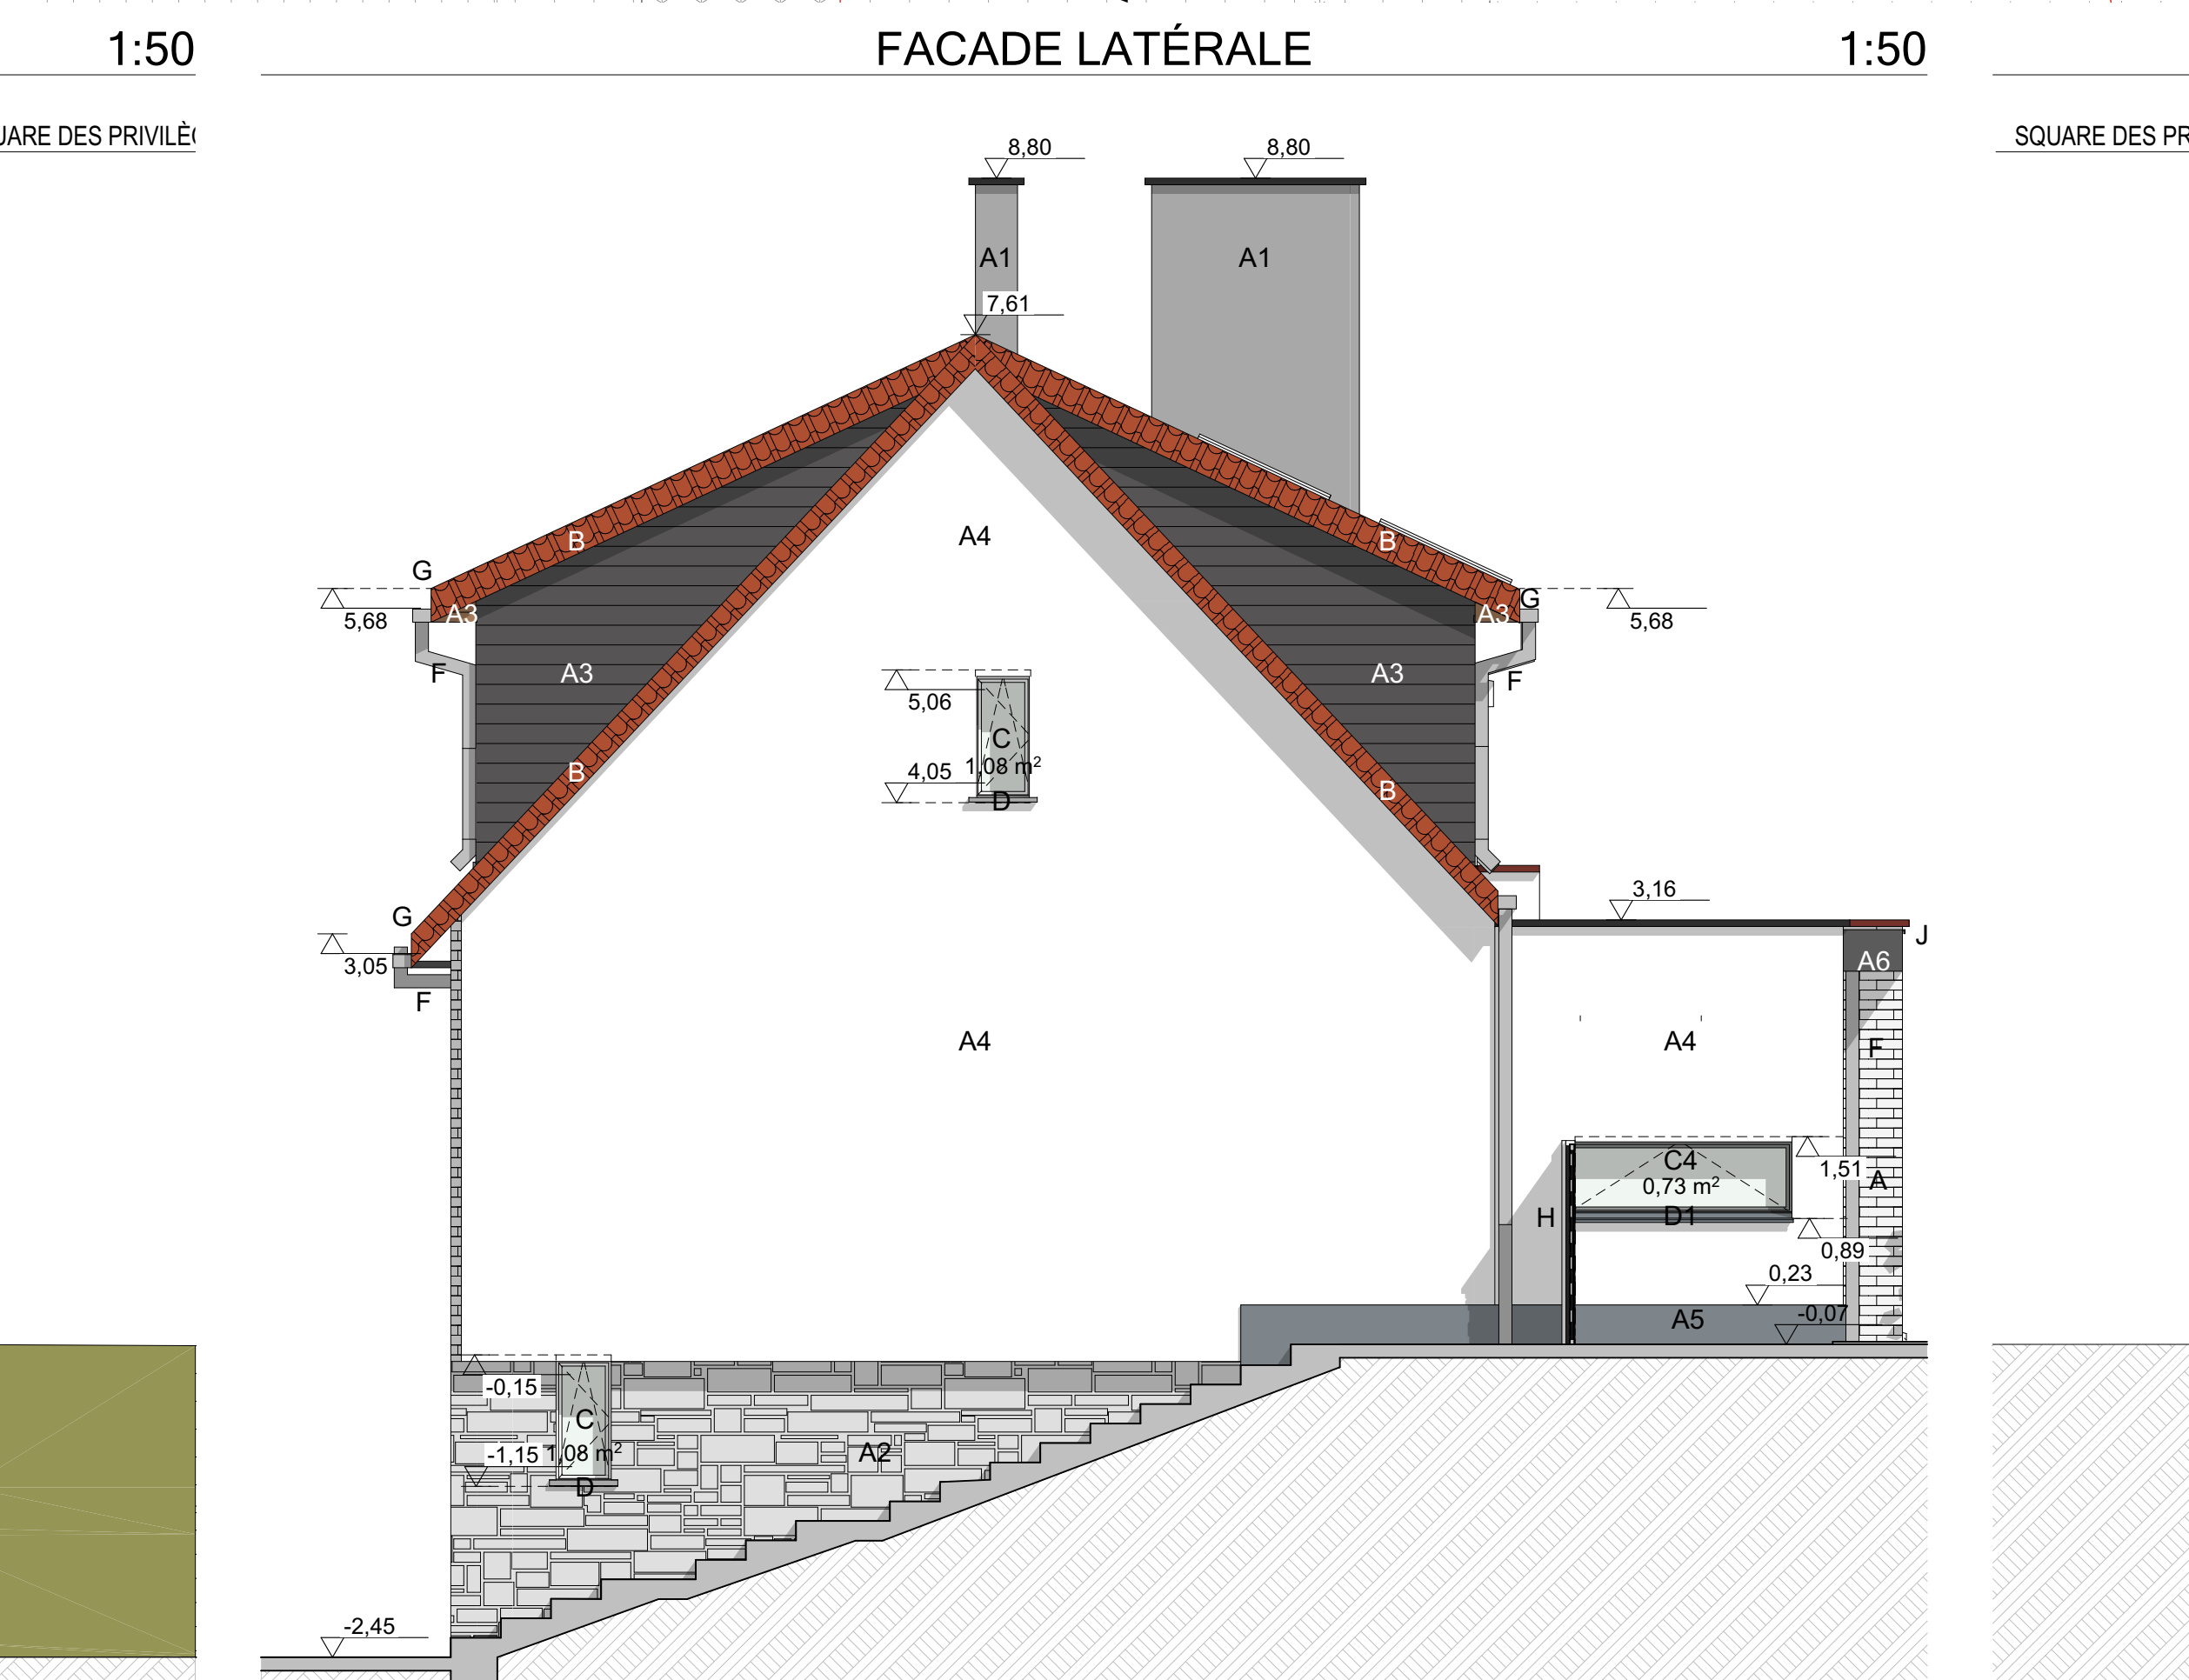 1:50
FACADE LATÉRALE
1:50
SQUARE DES PR
8,80
8,80
A1
A1
7,61
A4
B
B
G
G
5,68
A3
A3
5,68
F
A3
A3
F
5,06
C
1,08 m²
4,05
D
B
B
3,16
G
3,05
F
J
A6
A4
A4
F
C4
1,51
A
0,73 m²
H
D1
0,89
0,23
-0,07
A5
-0,15
C
-1,15
1,08 m²
A2
D
-2,45